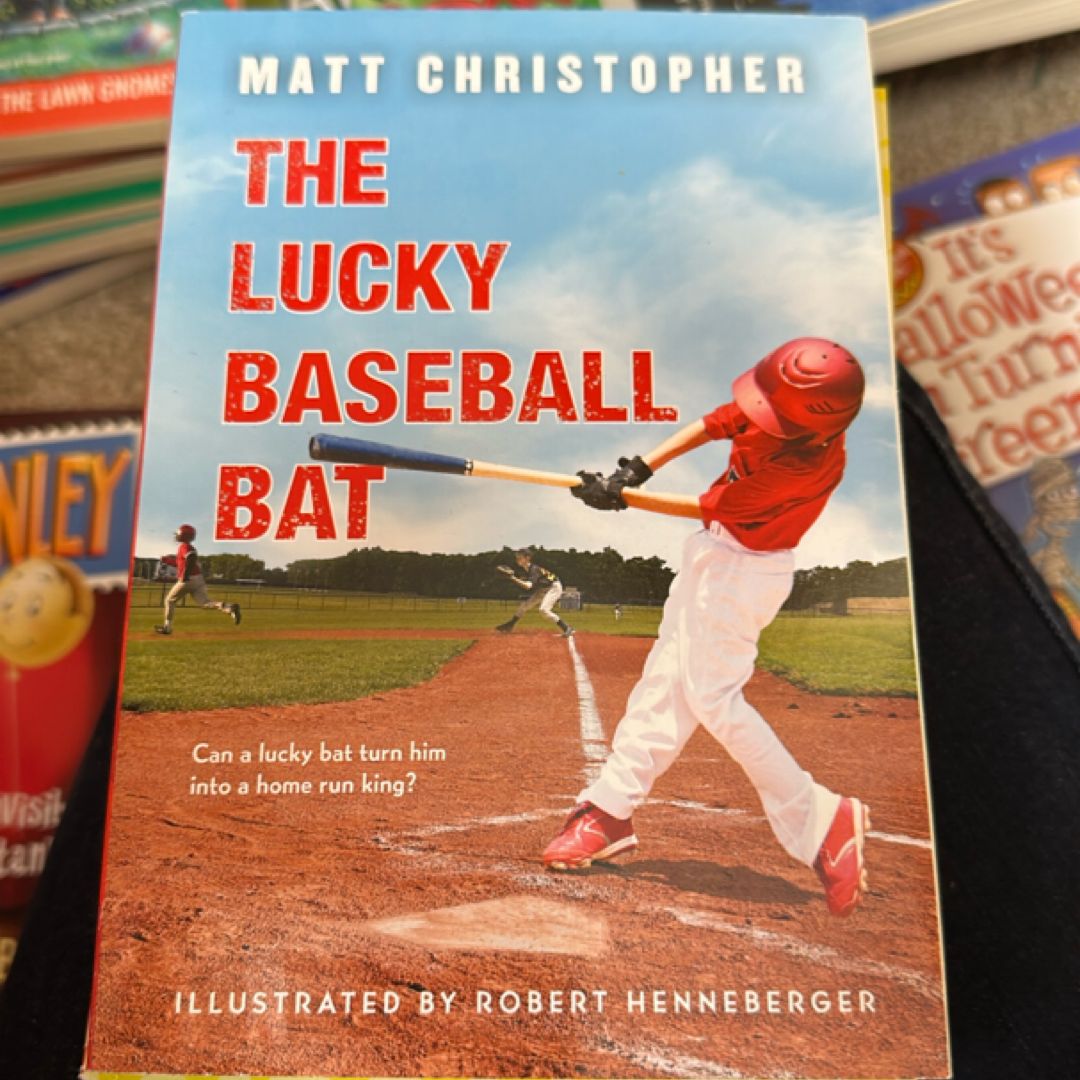 MATT CHRISTOPHER
THE
LUCKY
BASEBALL
BAT
Can a lucky bat turn him
into a home run king?
ILLUSTRATED BY ROBERT HENNEBERGER
THE LAWN GNOMES
NLEY
It's
alloween
Turn
reen